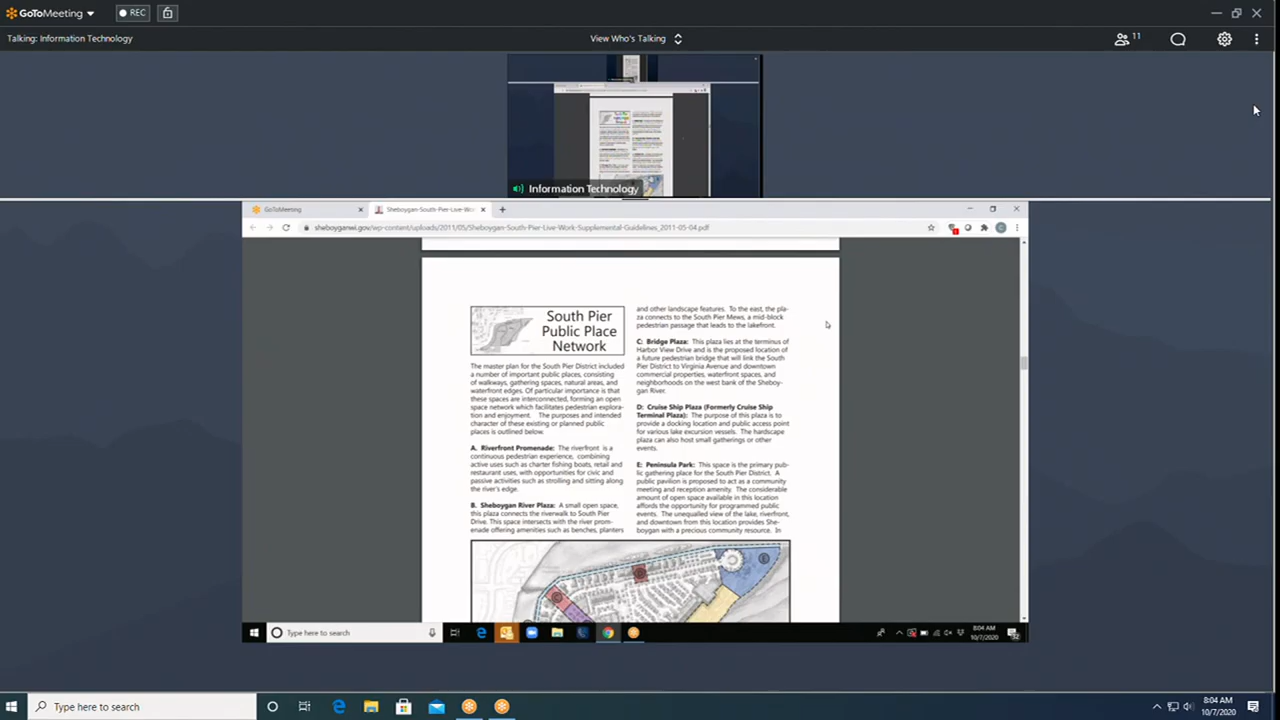 GoToMeeting
REC
Talking: Information Technology
View Who's Talking
11
Information Technology
GoToMeeting
Sheboygan-South-Pier-Live-Wo
sheboyganwi.gov/wp-content/uploads/2011/05/Sheboygan-South-Pier-Live-Work-Supplemental-Guidelines_2011-05-04.pdf
South Pier
Public Place
Network
The master plan for the South Pier District included
a number of important public places, consisting
of walkways, gathering spaces, natural areas, and
waterfront edges. Of particular importance is that
these spaces are interconnected, forming an open
space network which facilitates pedestrian explora-
tion and enjoyment. The purposes and intended
character of these existing or planned public
places is outlined below.
A. Riverfront Promenade: The riverfront is a
continuous pedestrian experience, combining
active uses such as charter fishing boats, retail and
restaurant uses, with opportunities for civic and
passive activities such as strolling and sitting along
the river's edge.
B. Sheboygan River Plaza: A small open space,
this plaza connects the riverwalk to South Pier
Drive. This space intersects with the river prom-
enade offering amenities such as benches, planters
and other landscape features. To the east, the pla-
za connects to the South Pier Mews, a mid-block
pedestrian passage that leads to the lakefront.
C: Bridge Plaza: This plaza lies at the terminus of
Harbor View Drive and is the proposed location of
a future pedestrian bridge that will link the South
Pier District to Virginia Avenue and downtown
commercial properties, waterfront spaces, and
neighborhoods on the west bank of the Sheboy-
gan River.
D: Cruise Ship Plaza (Formerly Cruise Ship
Terminal Plaza): The purpose of this plaza is to
provide a docking location and public access point
for various lake excursion vessels. The hardscape
plaza can also host small gatherings or other
events.
E: Peninsula Park: This space is the primary pub-
lic gathering place for the South Pier District. A
public pavilion is proposed to act as a community
meeting and reception amenity. The considerable
amount of open space available in this location
affords the opportunity for programmed public
events. The unequalled view of the lake, riverfront,
and downtown from this location provides She-
boygan with a precious community resource. In
E
D
C
Type here to search
8:04 AM
10/7/2020
Type here to search
8:04 AM
10/7/2020